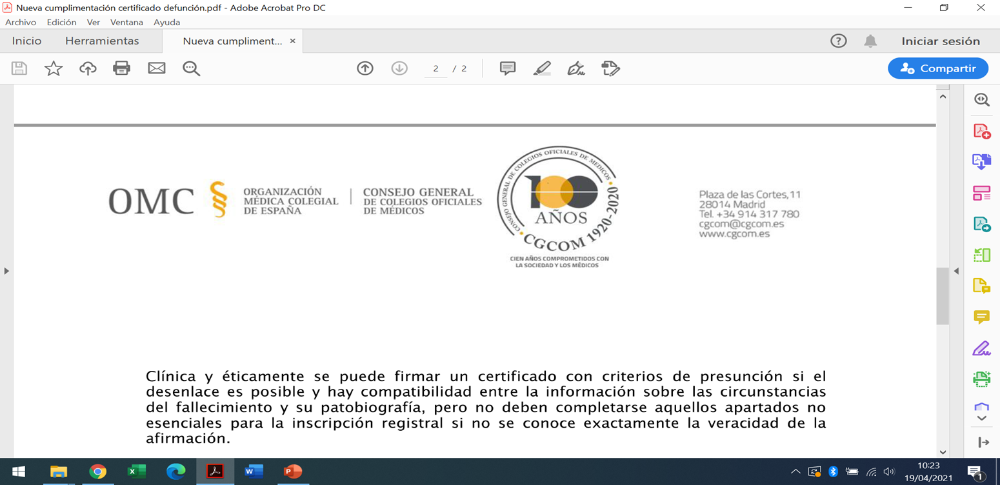 Nueva cumplimentación certificado defunción.pdf - Adobe Acrobat Pro DC
Archivo Edición Ver Ventana Ayuda
Inicio Herramientas Nueva cumpliment... × Iniciar sesión
2 / 2 Compartir
OMC
ORGANIZACIÓN
MÉDICA COLEGIAL
DE ESPAÑA
CONSEJO GENERAL
DE COLEGIOS OFICIALES
DE MÉDICOS
CONSEJO GENERAL DE COLEGIOS OFICIALES DE MEDICOS
100
AÑOS
CGCOM 1920-2020
CIEN AÑOS COMPROMETIDOS CON
LA SOCIEDAD Y LOS MÉDICOS
Plaza de las Cortes, 11
28014 Madrid
Tel. +34 914 317 780
cgcom@cgcom.es
www.cgcom.es
Clínica y éticamente se puede firmar un certificado con criterios de presunción si el
desenlace es posible y hay compatibilidad entre la información sobre las circunstancias
del fallecimiento y su patobiografía, pero no deben completarse aquellos apartados no
esenciales para la inscripción registral si no se conoce exactamente la veracidad de la
afirmación.
10:23
19/04/2021
1